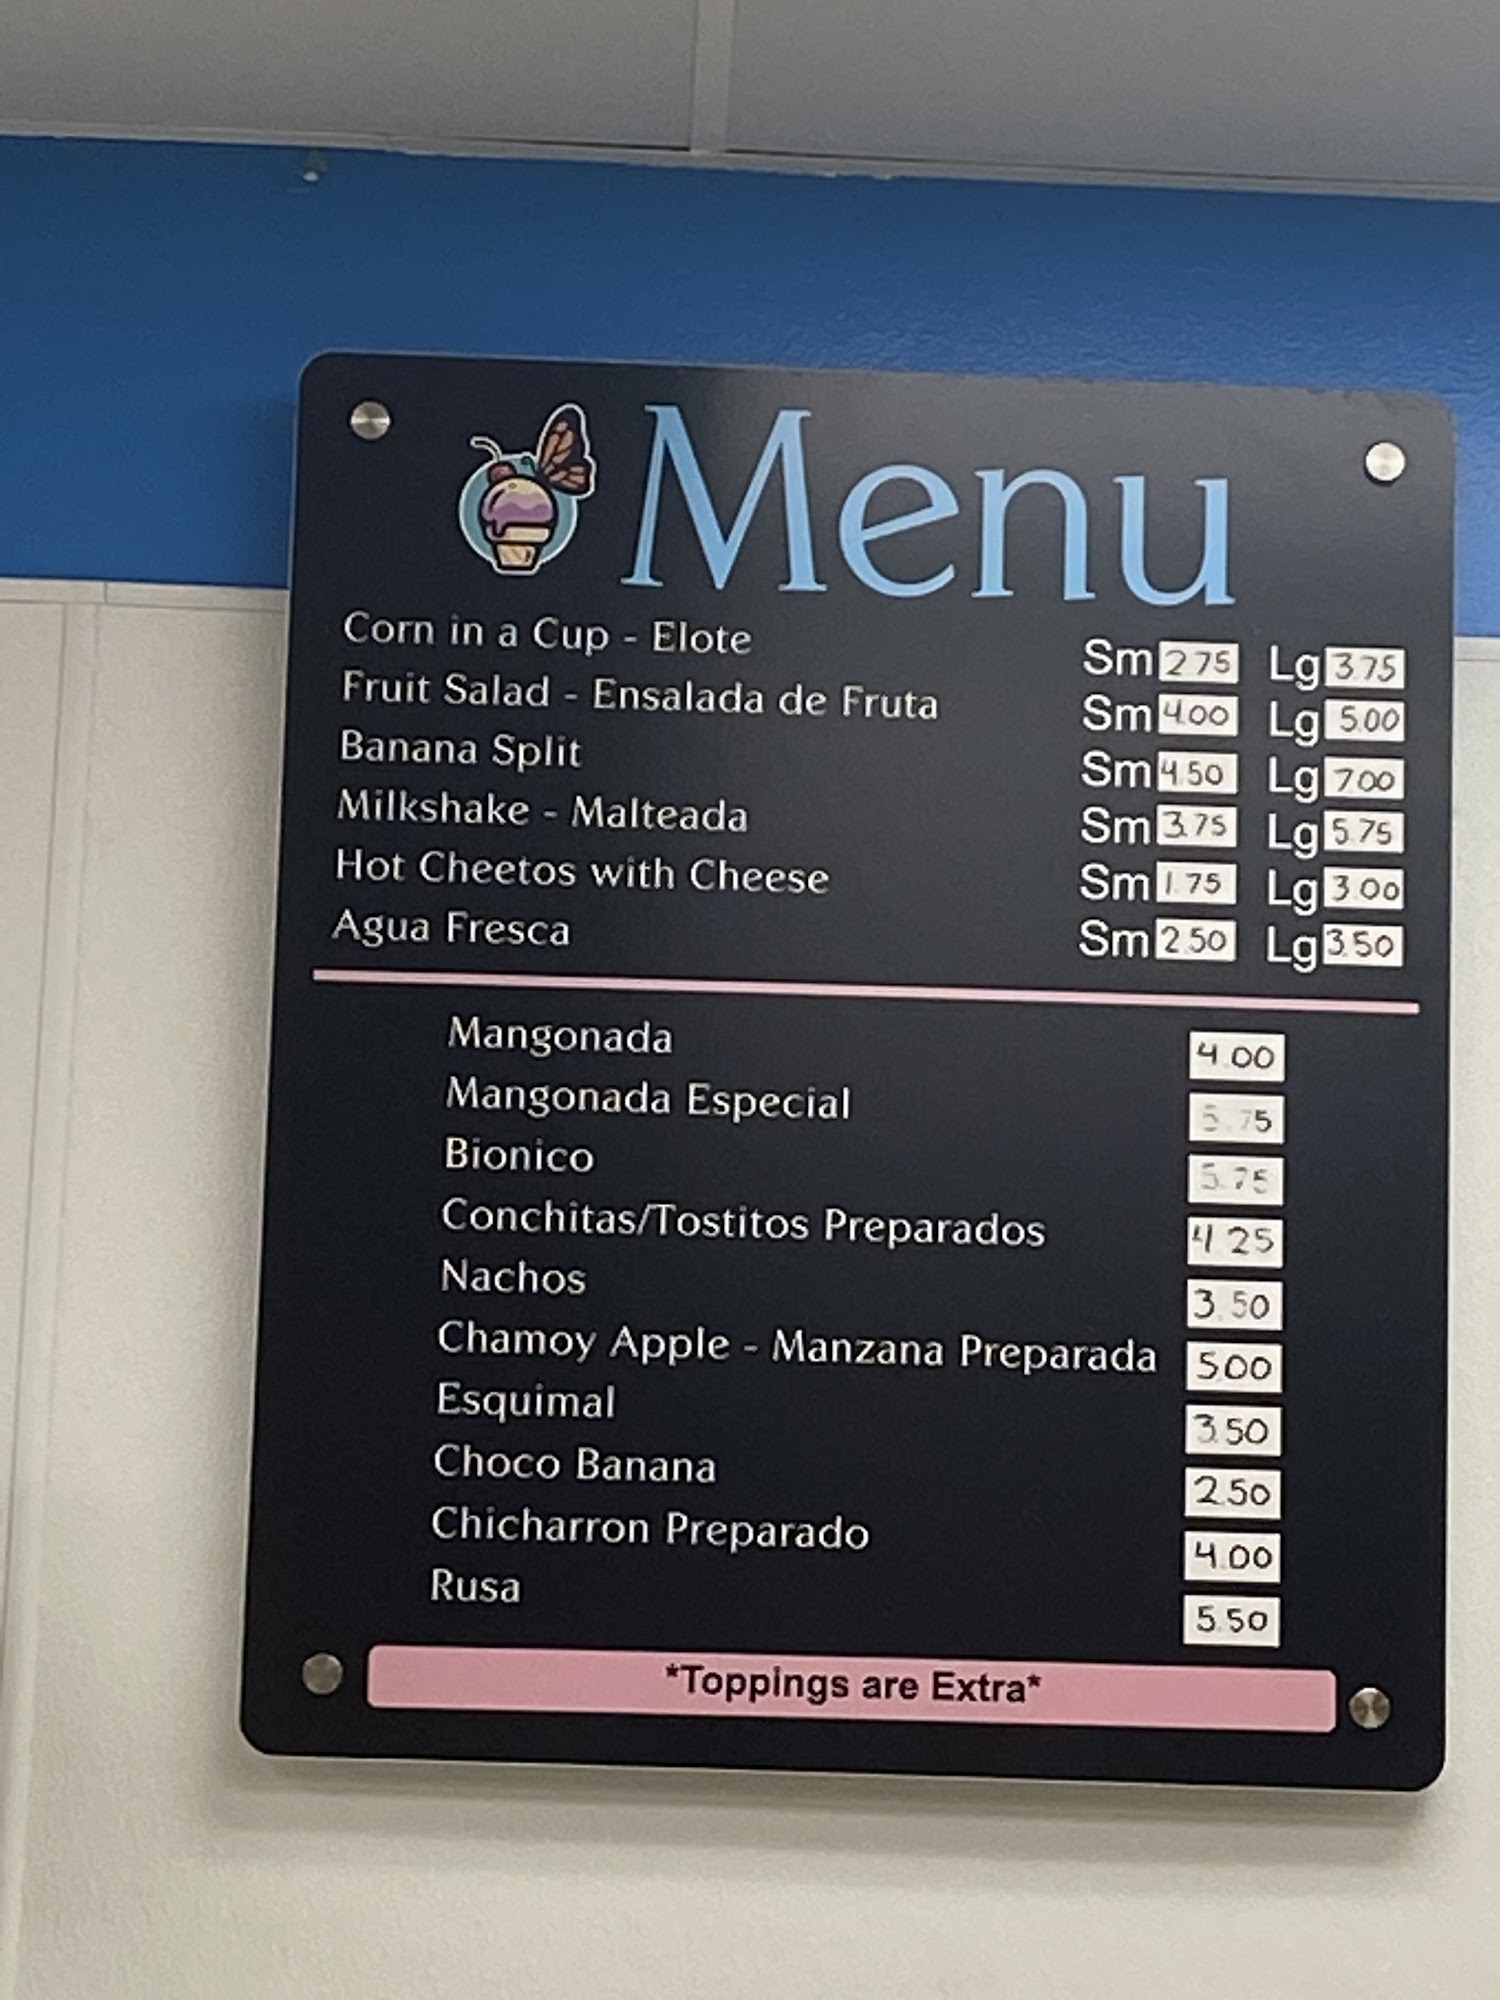 Menu
Corn in a Cup - Elote Sm 2.75 Lg 3.75
Fruit Salad - Ensalada de Fruta Sm 4.00 Lg 5.00
Banana Split Sm 4.50 Lg 7.00
Milkshake - Malteada Sm 3.75 Lg 5.75
Hot Cheetos with Cheese Sm 1.75 Lg 3.00
Agua Fresca Sm 2.50 Lg 3.50
Mangonada 4.00
Mangonada Especial 5.75
Bionico 5.75
Conchitas/Tostitos Preparados 4.25
Nachos 3.50
Chamoy Apple - Manzana Preparada 5.00
Esquimal 3.50
Choco Banana 2.50
Chicharron Preparado 4.00
Rusa 5.50
*Toppings are Extra*